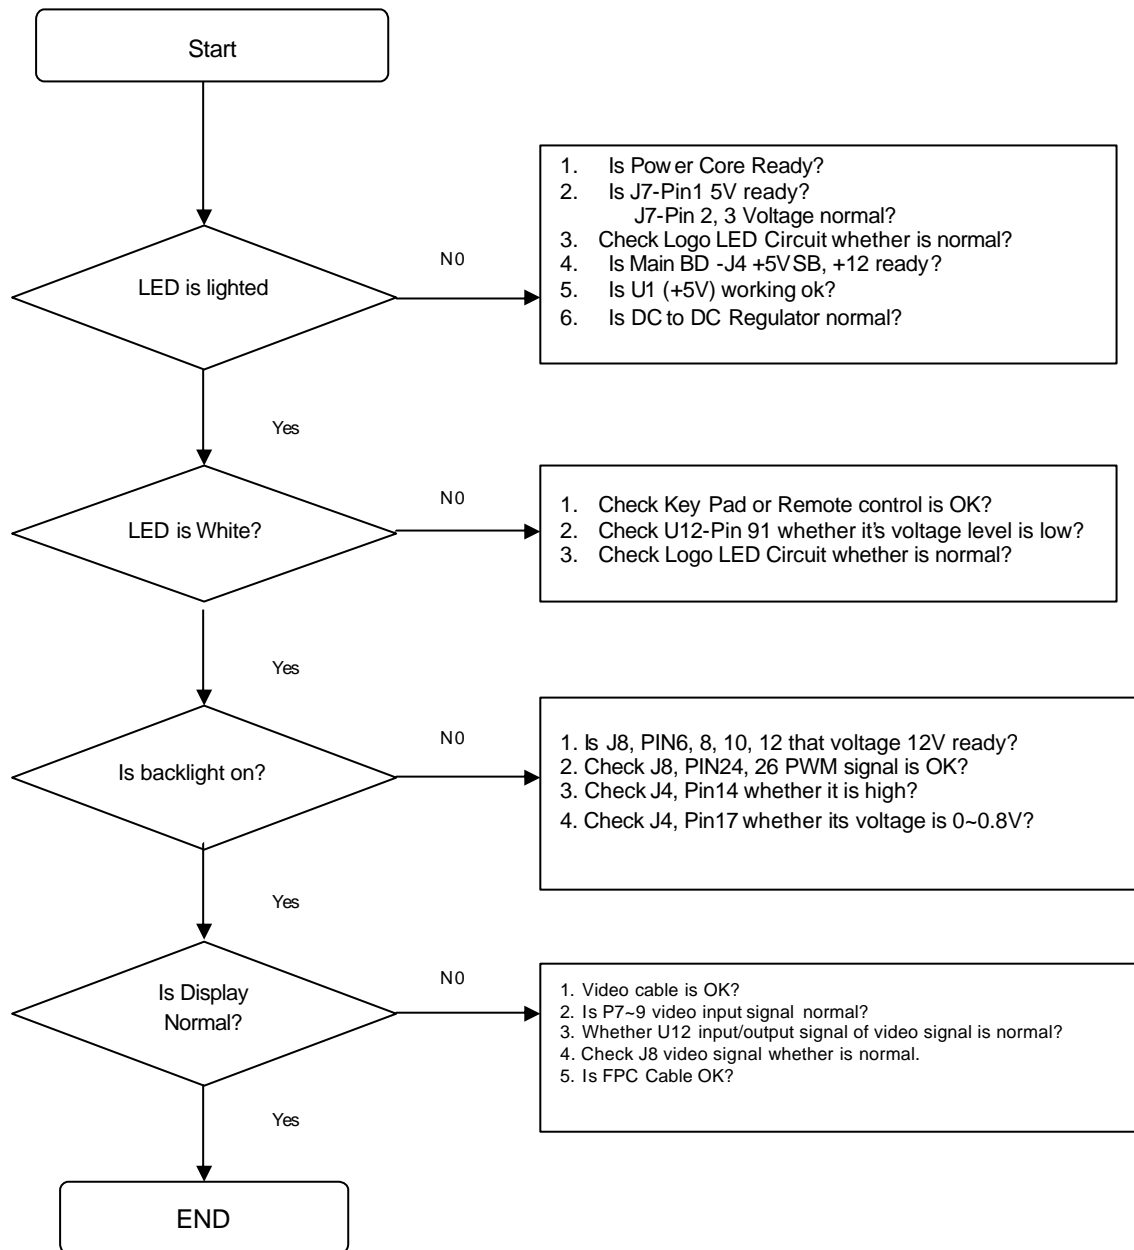 Start
LED is lighted
N0
1. Is Power Core Ready?
2. Is J7-Pin1 5V ready?
J7-Pin 2, 3 Voltage normal?
3. Check Logo LED Circuit whether is normal?
4. Is Main BD -J4 +5VSB, +12 ready?
5. Is U1 (+5V) working ok?
6. Is DC to DC Regulator normal?
Yes
LED is White?
N0
1. Check Key Pad or Remote control is OK?
2. Check U12-Pin 91 whether it's voltage level is low?
3. Check Logo LED Circuit whether is normal?
Yes
Is backlight on?
N0
1. Is J8, PIN6, 8, 10, 12 that voltage 12V ready?
2. Check J8, PIN24, 26 PWM signal is OK?
3. Check J4, Pin14 whether it is high?
4. Check J4, Pin17 whether its voltage is 0~0.8V?
Yes
Is Display
Normal?
N0
1. Video cable is OK?
2. Is P7~9 video input signal normal?
3. Whether U12 input/output signal of video signal is normal?
4. Check J8 video signal whether is normal.
5. Is FPC Cable OK?
Yes
END